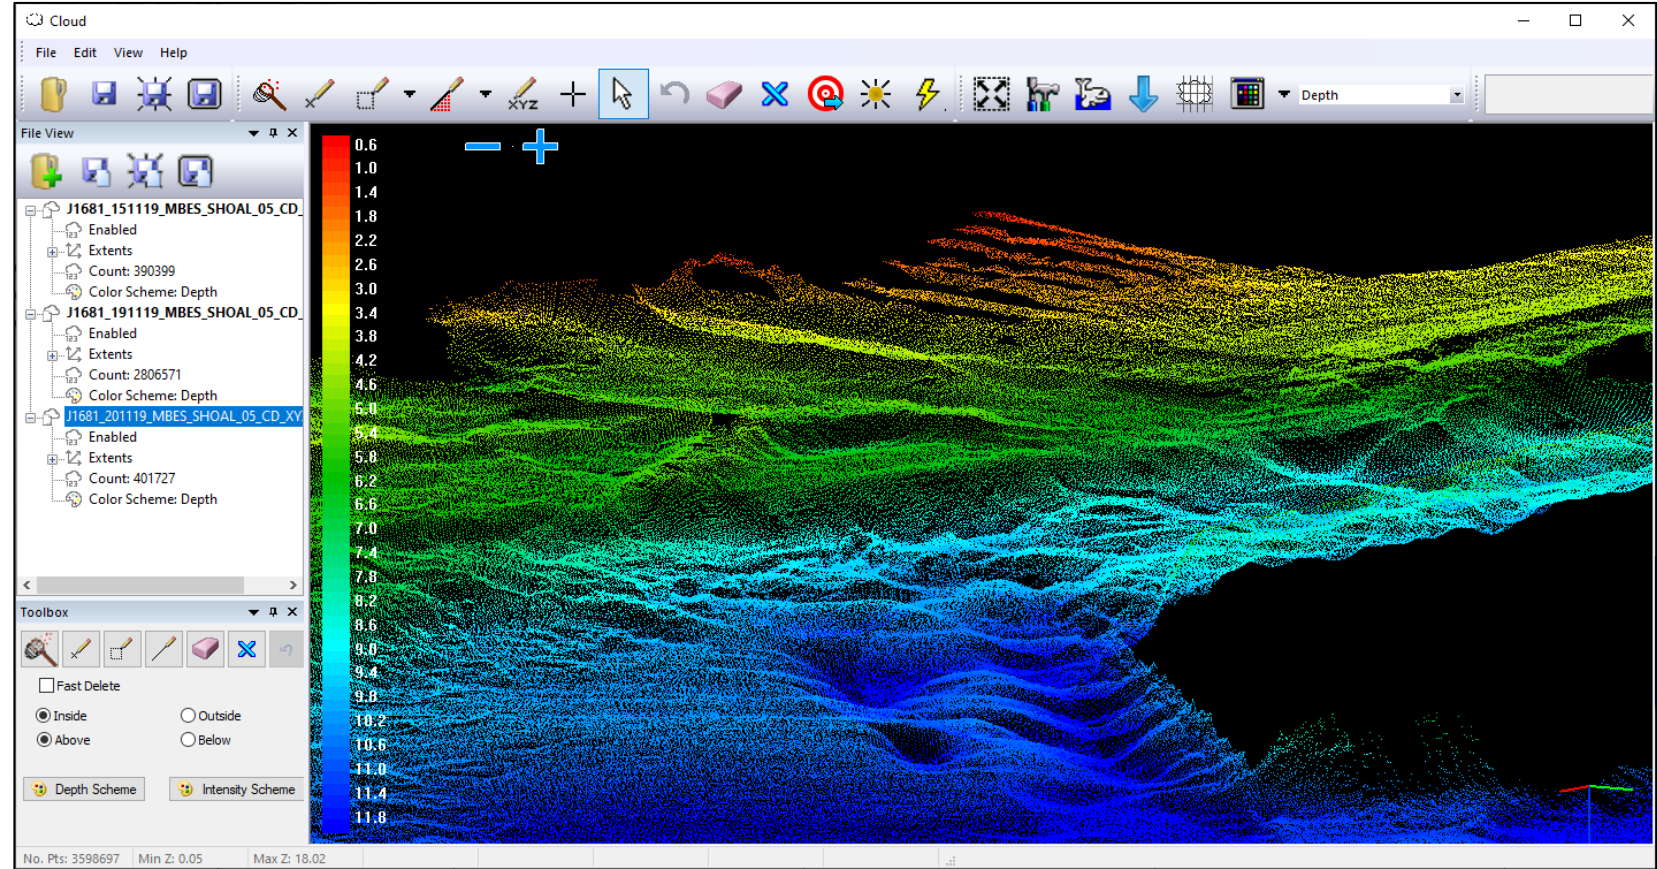 Cloud
File Edit View Help
XYZ
Depth
File View
J1681_151119_MBES_SHOAL_05_CD_
Enabled
Extents
Count: 390399
Color Scheme: Depth
J1681_191119_MBES_SHOAL_05_CD_
Enabled
Extents
Count: 2806571
Color Scheme: Depth
J1681_201119_MBES_SHOAL_05_CD_XY
Enabled
Extents
Count: 401727
Color Scheme: Depth
Toolbox
Fast Delete
Inside Outside
Above Below
Depth Scheme Intensity Scheme
0.6
1.0
1.4
1.8
2.2
2.6
3.0
3.4
3.8
4.2
4.6
5.0
5.4
5.8
6.2
6.6
7.0
7.4
7.8
8.2
8.6
9.0
9.4
9.8
10.2
10.6
11.0
11.4
11.8
No. Pts: 3598697 Min Z: 0.05 Max Z: 18.02